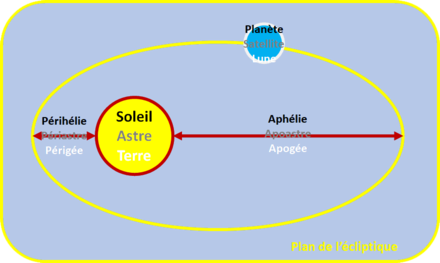 Planète
Satellite
Lune
Périhélie
Périastre
Périgée
Soleil
Astre
Terre
Aphélie
Apoastre
Apogée
Plan de l'écliptique